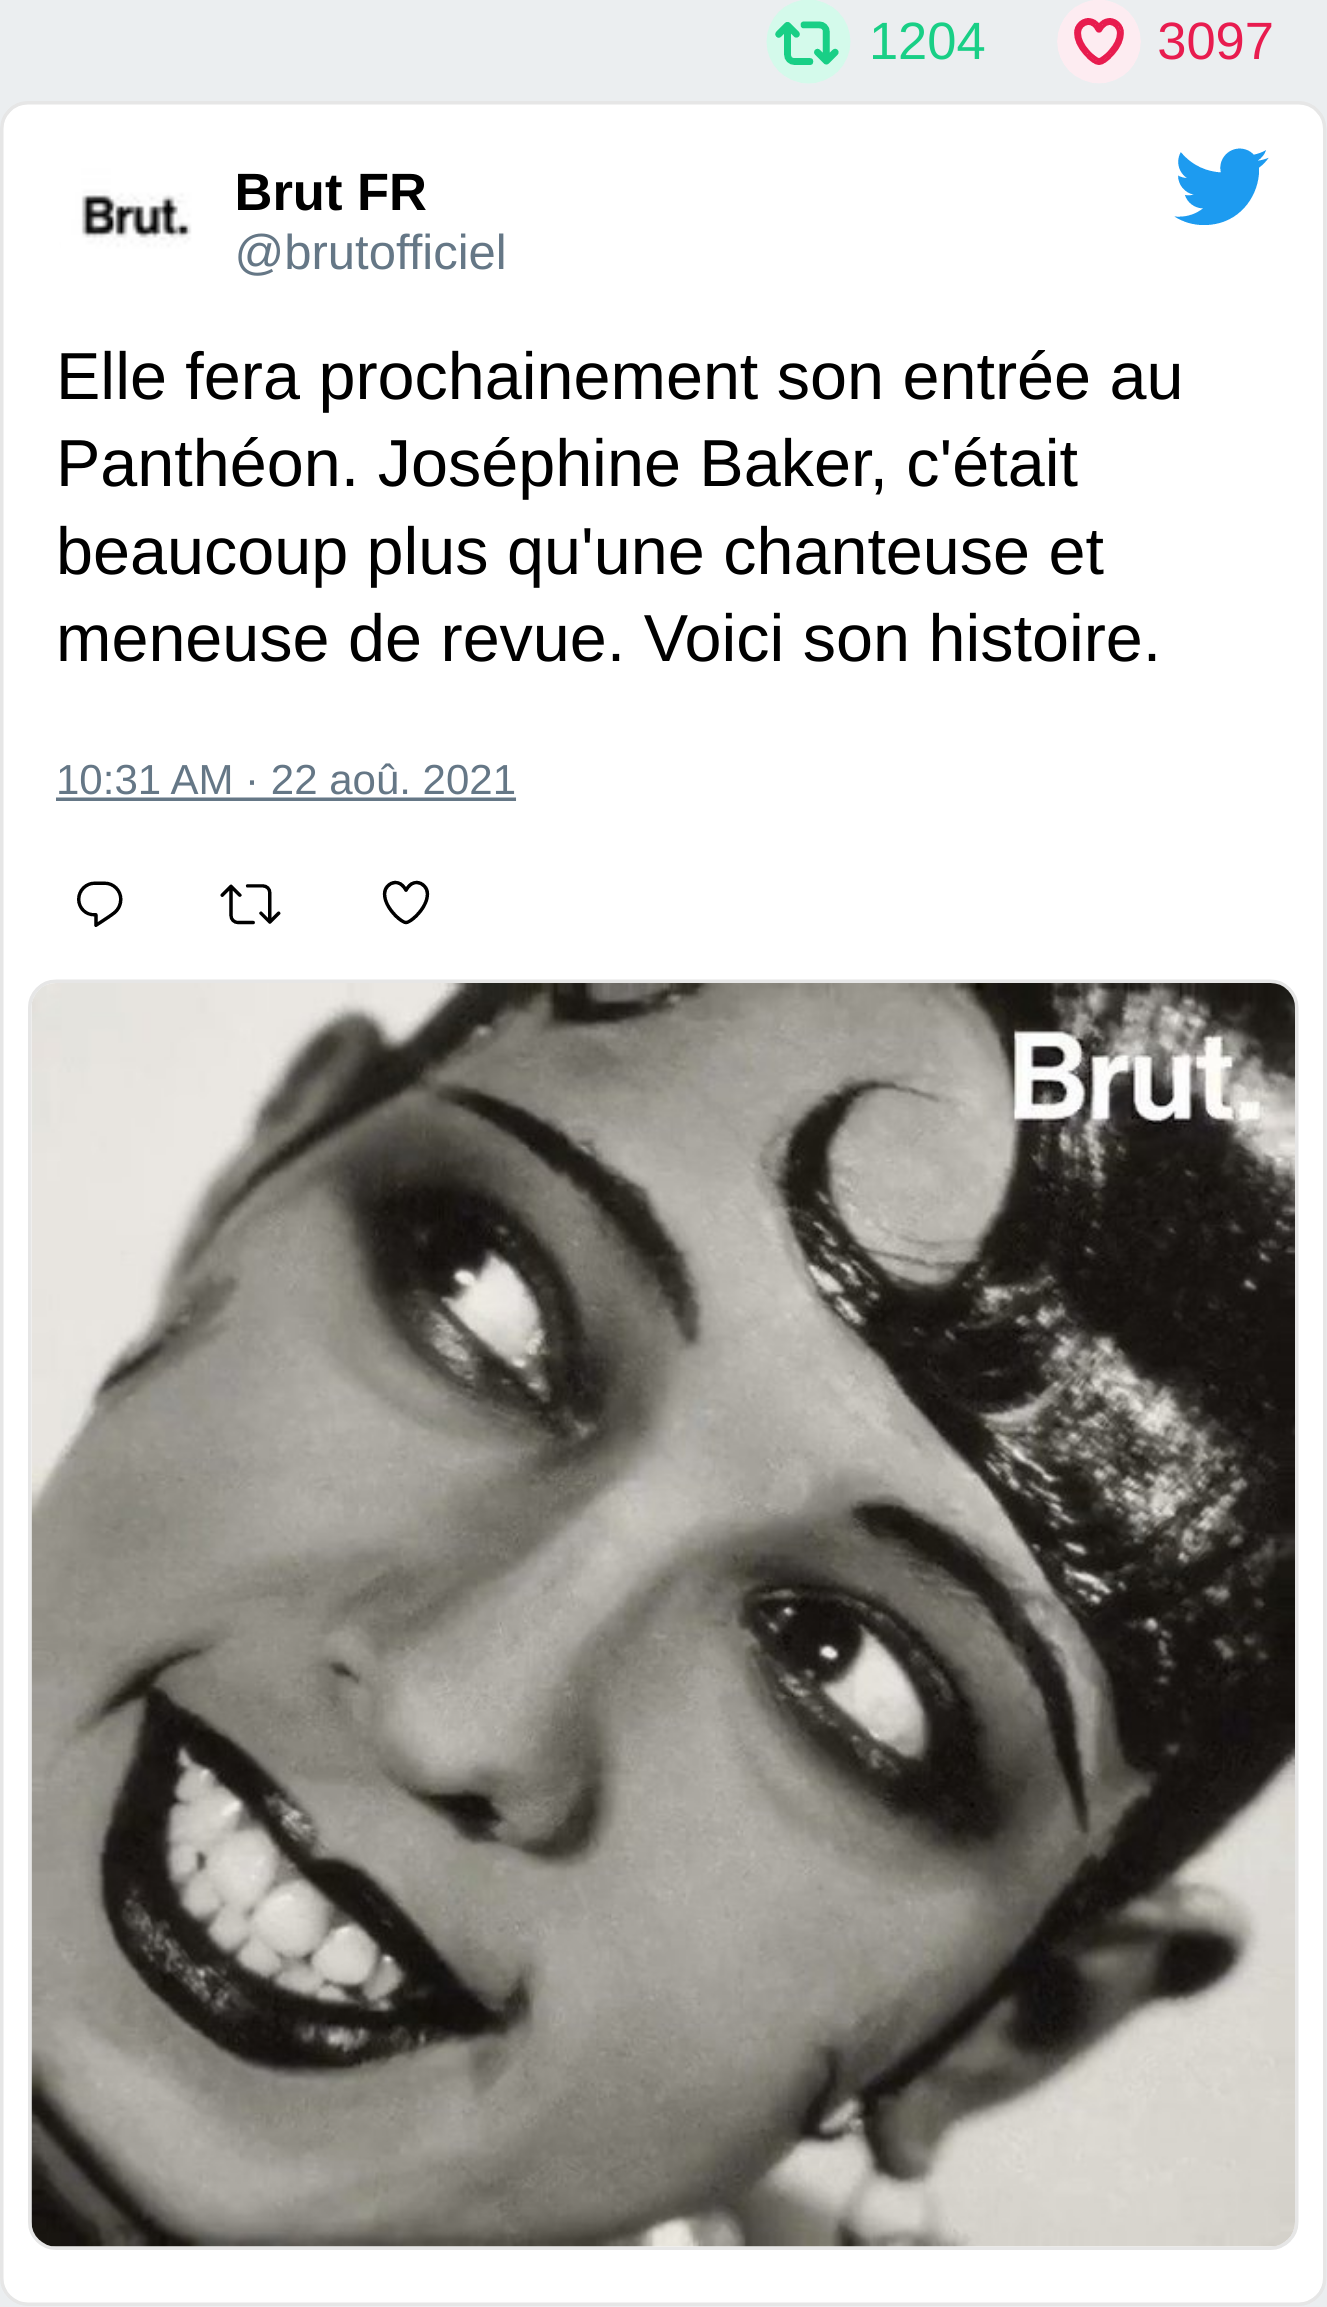 1204 3097
Brut.
Brut FR
@brutofficiel
Elle fera prochainement son entrée au
Panthéon. Joséphine Baker, c'était
beaucoup plus qu'une chanteuse et
meneuse de revue. Voici son histoire.
10:31 AM · 22 aoû. 2021
Brut.